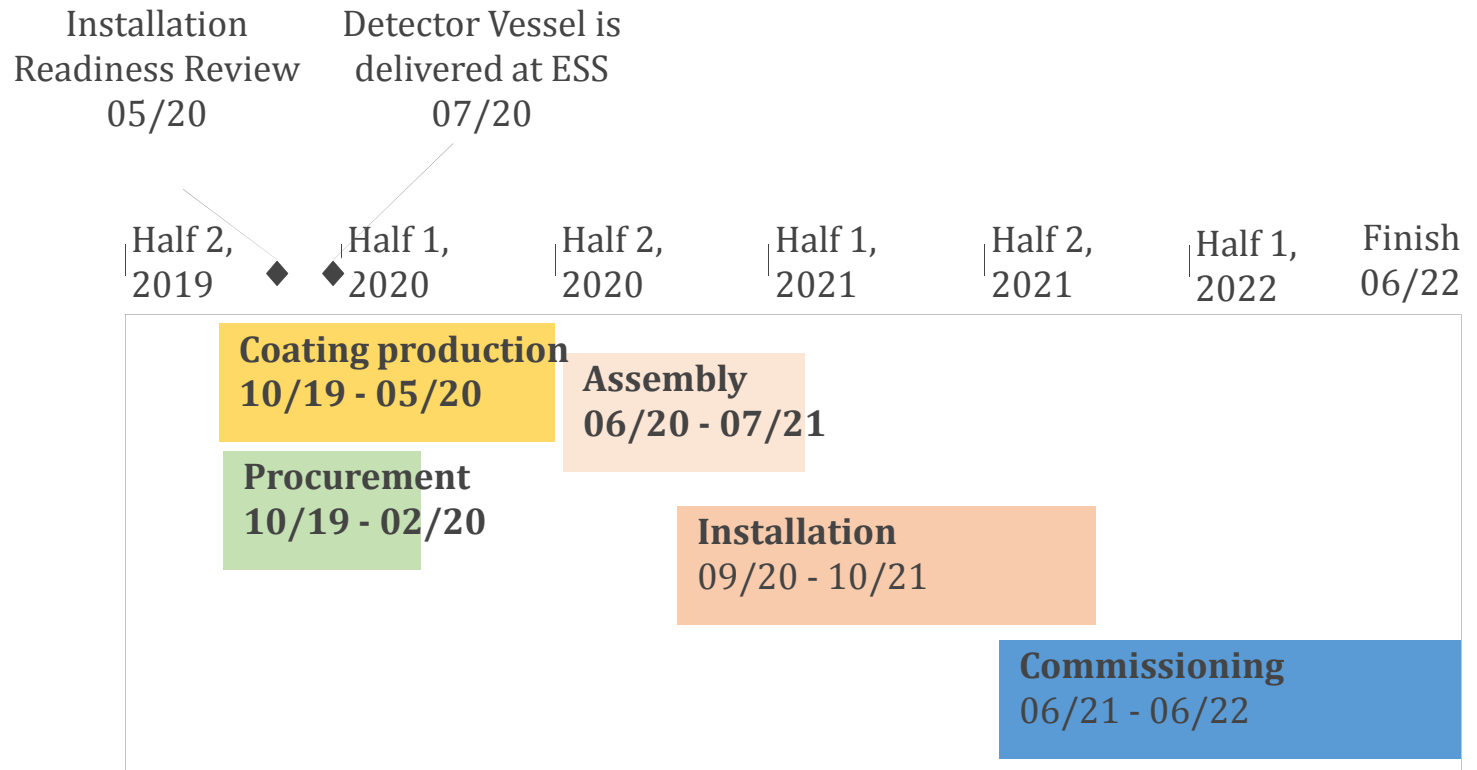 Installation
Readiness Review
05/20
Detector Vessel is
delivered at ESS
07/20
Half 2,
2019
Half 1,
2020
Half 2,
2020
Half 1,
2021
Half 2,
2021
Half 1,
2022
Finish
06/22
Coating production
10/19 - 05/20
Assembly
06/20 - 07/21
Procurement
10/19 - 02/20
Installation
09/20 - 10/21
Commissioning
06/21 - 06/22